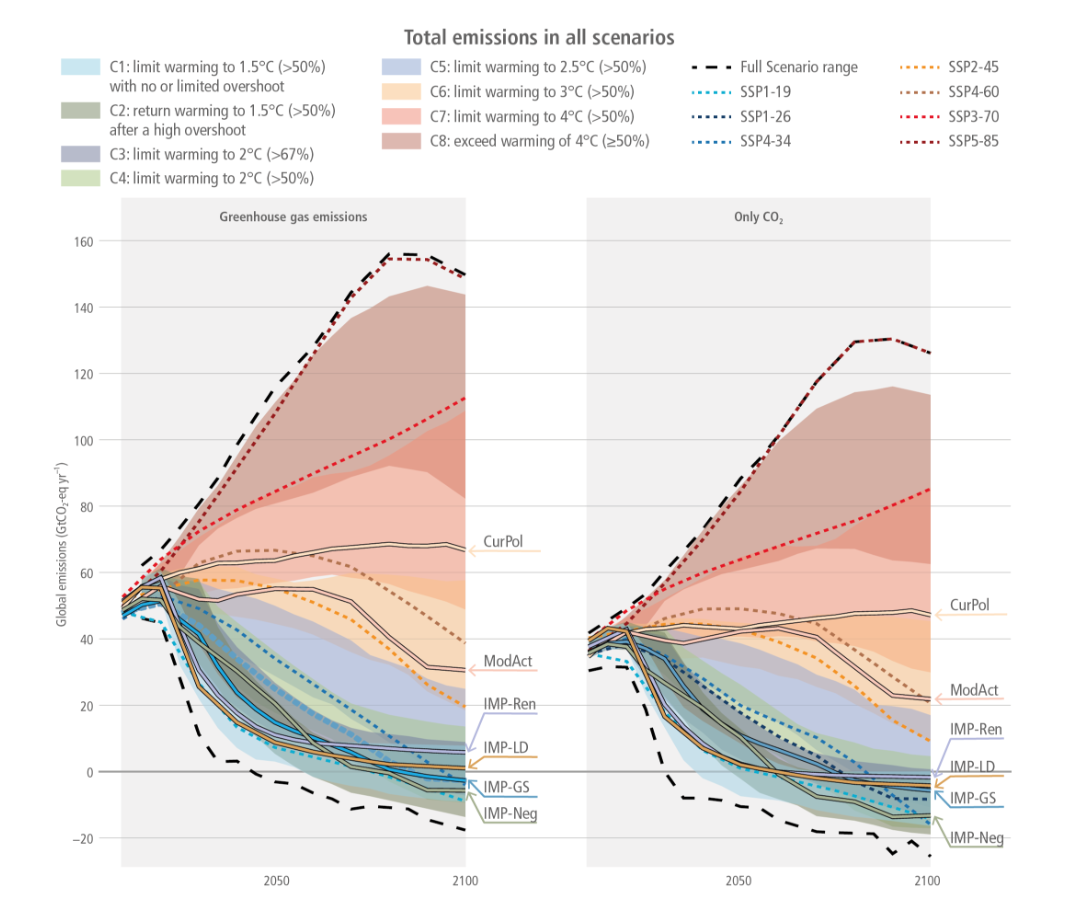 Total emissions in all scenarios
C1: limit warming to 1.5°C (>50%)
with no or limited overshoot
C2: return warming to 1.5°C (>50%)
after a high overshoot
C3: limit warming to 2°C (>67%)
C4: limit warming to 2°C (>50%)
C5: limit warming to 2.5°C (>50%)
C6: limit warming to 3°C (>50%)
C7: limit warming to 4°C (>50%)
C8: exceed warming of 4°C (≥50%)
Full Scenario range
SSP1-19
SSP1-26
SSP4-34
SSP2-45
SSP4-60
SSP3-70
SSP5-85
Greenhouse gas emissions
Global emissions (GtCO₂-eq yr⁻¹)
160
140
120
100
80
60
40
20
0
−20
CurPol
ModAct
IMP-Ren
IMP-LD
IMP-GS
IMP-Neg
2050
2100
Only CO₂
CurPol
ModAct
IMP-Ren
IMP-LD
IMP-GS
IMP-Neg
2050
2100